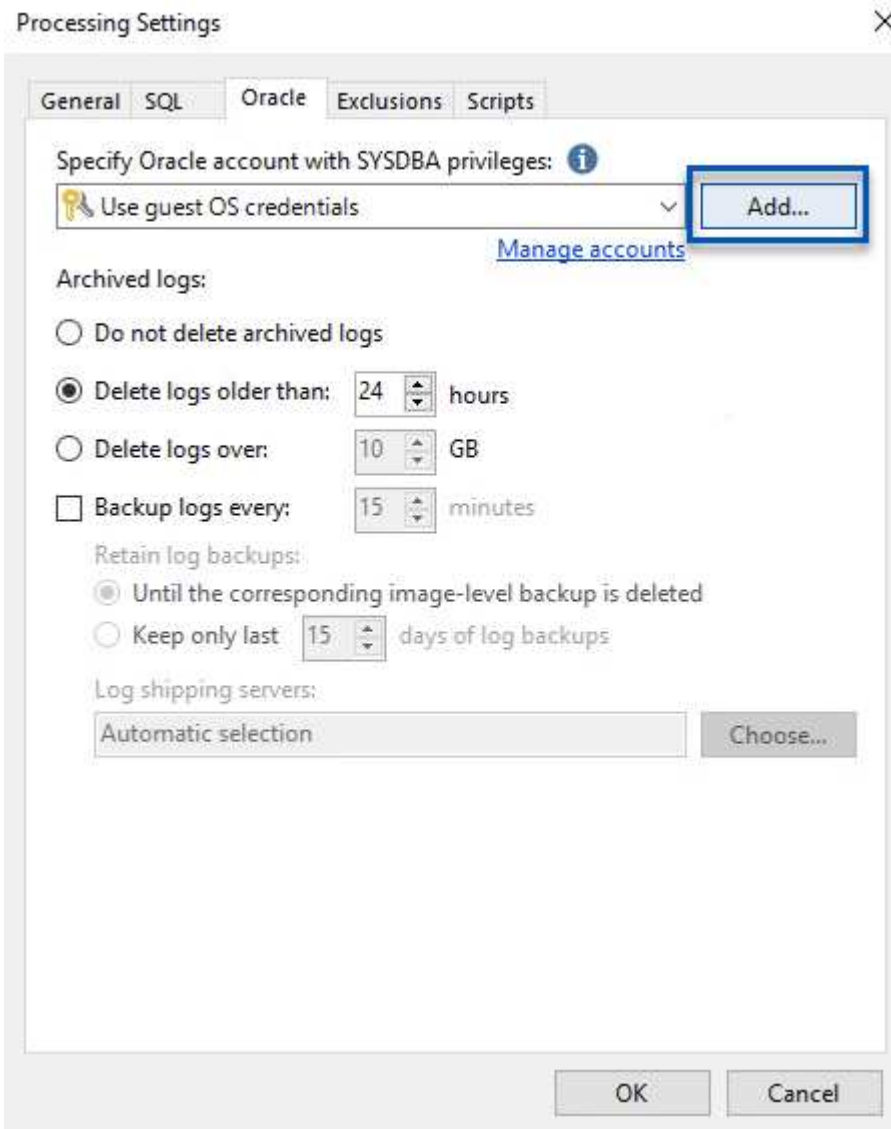 Processing Settings
General SQL Oracle Exclusions Scripts
Specify Oracle account with SYSDBA privileges:
Use guest OS credentials Add...
Manage accounts
Archived logs:
Do not delete archived logs
Delete logs older than: 24 hours
Delete logs over: 10 GB
Backup logs every: 15 minutes
Retain log backups:
Until the corresponding image-level backup is deleted
Keep only last 15 days of log backups
Log shipping servers:
Automatic selection Choose...
OK Cancel